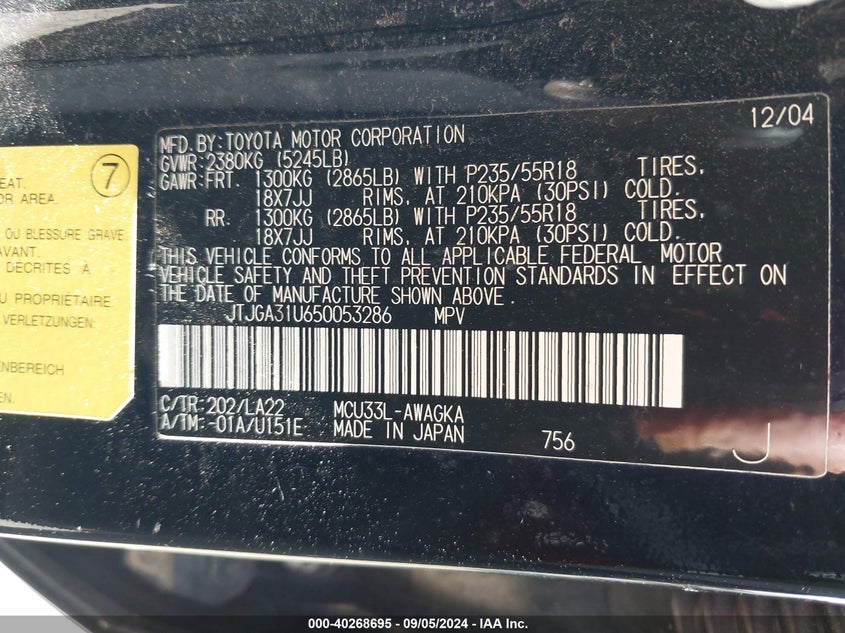 12/04
MFD. BY: TOYOTA MOTOR CORPORATION
GVWR: 2380KG (5245LB)
GAWR: FRT. 1300KG (2865LB) WITH P235/55R18 TIRES.
18X7JJ RIMS. AT 210KPA (30PSI) COLD.
RR. 1300KG (2865LB) WITH P235/55R18 TIRES.
18X7JJ RIMS. AT 210KPA (30PSI) COLD.
THIS VEHICLE CONFORMS TO ALL APPLICABLE FEDERAL MOTOR
VEHICLE SAFETY AND THEFT PREVENTION STANDARDS IN EFFECT ON
THE DATE OF MANUFACTURE SHOWN ABOVE.
JTJGA31U650053286 MPV
C/TR: 202/LA22 MCU33L-AWAGKA
A/TM: -01A/U151E MADE IN JAPAN 756
J
7
EAT.
OR AREA.
OU BLESSURE GRAVE.
AVANT.
DECRITES À
U PROPRIETAIRE
VERLETZUNGEN:
ENBEREICH
EN.
000-40268695 - 09/05/2024 - IAA Inc.